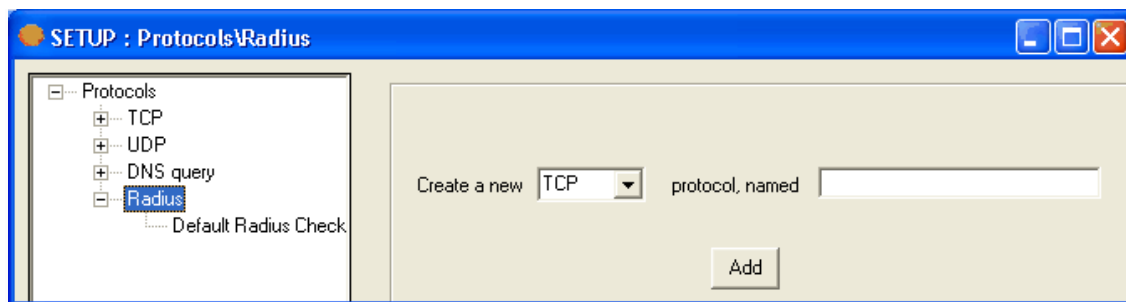 SETUP : Protocols\Radius
Protocols
TCP
UDP
DNS query
Radius
Default Radius Check
Create a new TCP protocol, named
Add